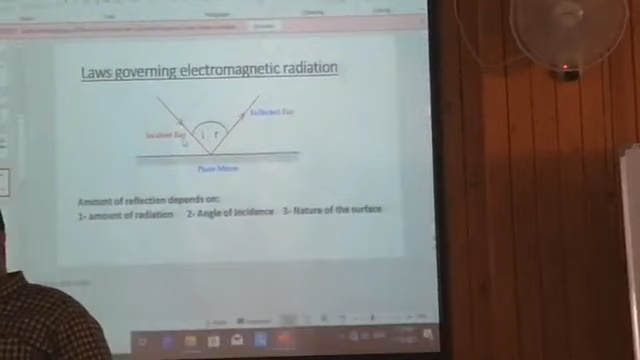 Laws governing electromagnetic radiation
Reflected Ray
Incident Ray
i r
Plane Mirror
Amount of reflection depends on:
1- amount of radiation 2- Angle of incidence 3- Nature of the surface